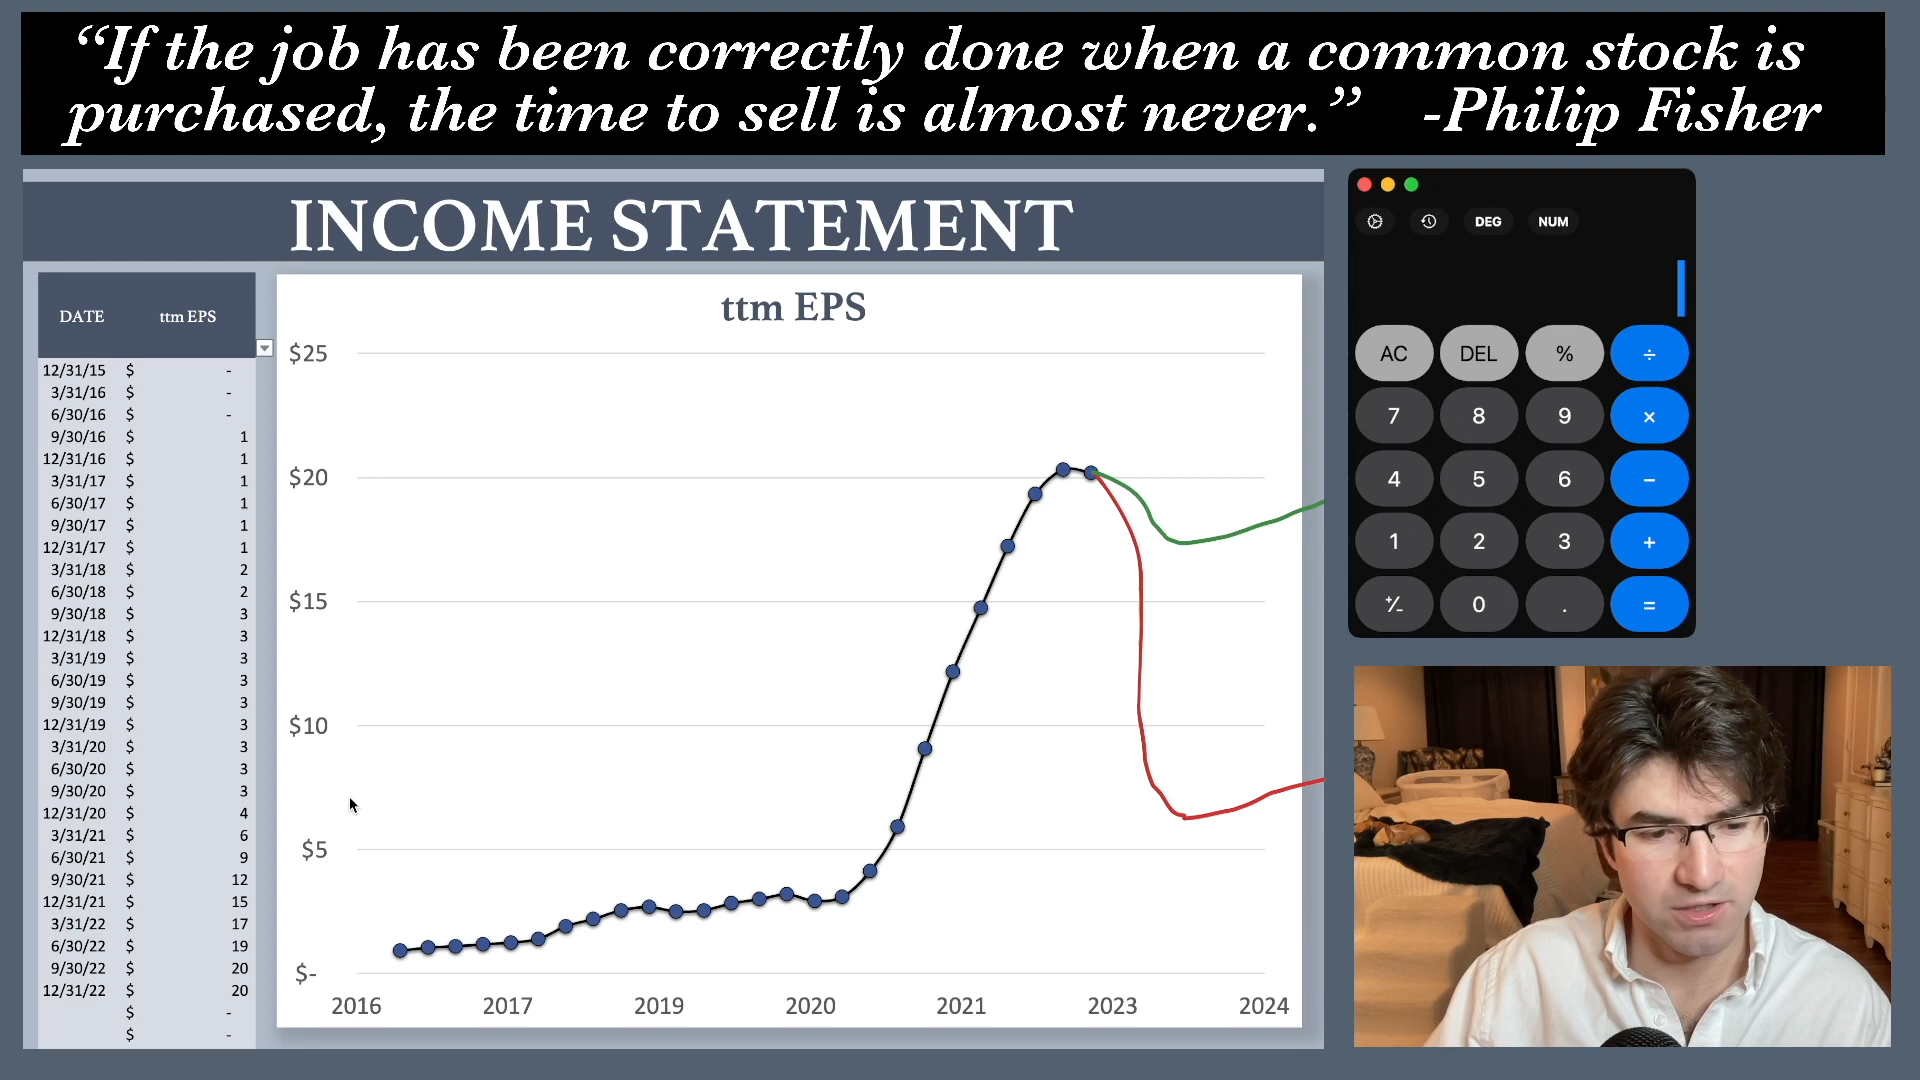 “If the job has been correctly done when a common stock is
purchased, the time to sell is almost never.” -Philip Fisher
INCOME STATEMENT
DATE ttm EPS
12/31/15 $ -
3/31/16 $ -
6/30/16 $ -
9/30/16 $ 1
12/31/16 $ 1
3/31/17 $ 1
6/30/17 $ 1
9/30/17 $ 1
12/31/17 $ 1
3/31/18 $ 2
6/30/18 $ 2
9/30/18 $ 3
12/31/18 $ 3
3/31/19 $ 3
6/30/19 $ 3
9/30/19 $ 3
12/31/19 $ 3
3/31/20 $ 3
6/30/20 $ 3
9/30/20 $ 3
12/31/20 $ 4
3/31/21 $ 6
6/30/21 $ 9
9/30/21 $ 12
12/31/21 $ 15
3/31/22 $ 17
6/30/22 $ 19
9/30/22 $ 20
12/31/22 $ 20
$ -
$ -
ttm EPS
$25
$20
$15
$10
$5
$-
2016 2017 2019 2020 2021 2023 2024
DEG NUM
AC DEL % ÷
7 8 9 ×
4 5 6 −
1 2 3 +
⁺∕₋ 0 . =